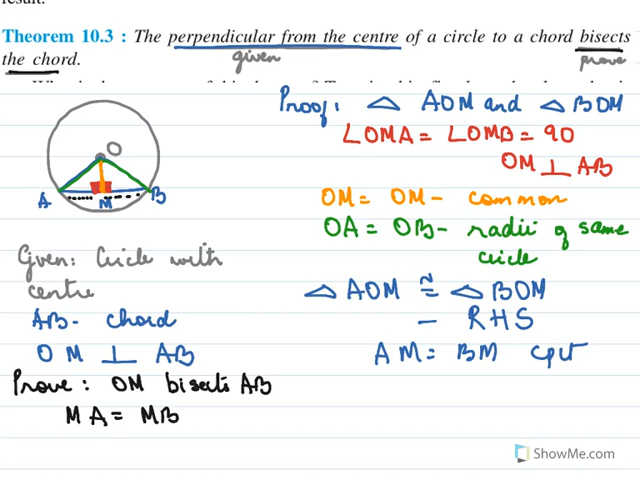 result.
Theorem 10.3 : The perpendicular from the centre of a circle to a chord bisects
the chord.
given
prove
O
A
M
B
Given: Circle with
centre
AB - chord
OM ⊥ AB
Prove : OM bisects AB
MA = MB
Proof: △ AOM and △ BOM
∠OMA = ∠OMB = 90
OM ⊥ AB
OM = OM - common
OA = OB - radii of same
circle
△ AOM ≅ △ BOM
- RHS
AM = BM cpct
ShowMe.com